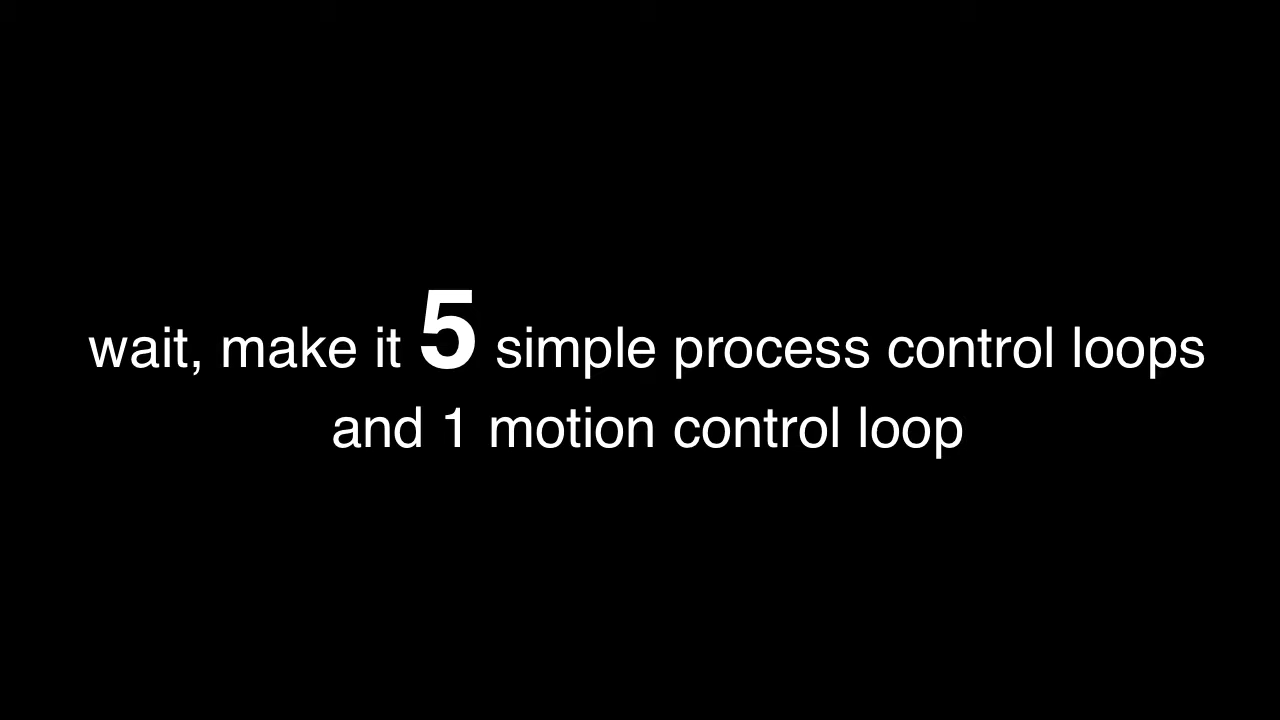 wait, make it 5 simple process control loops
and 1 motion control loop